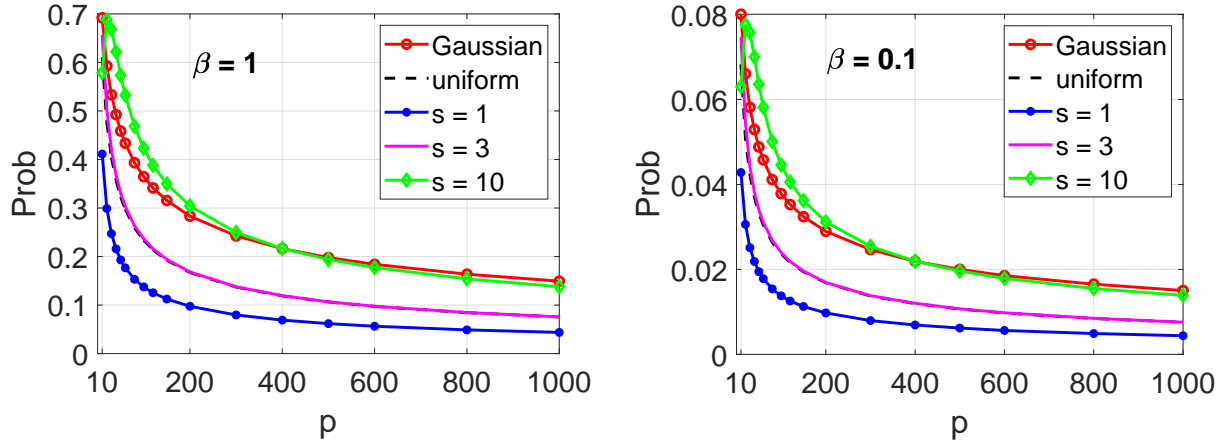 0.7
0.6
0.5
0.4
0.3
0.2
0.1
0
Prob
β = 1
Gaussian
uniform
s = 1
s = 3
s = 10
10 200 400 600 800 1000
p
0.08
0.06
0.04
0.02
0
Prob
β = 0.1
Gaussian
uniform
s = 1
s = 3
s = 10
10 200 400 600 800 1000
p